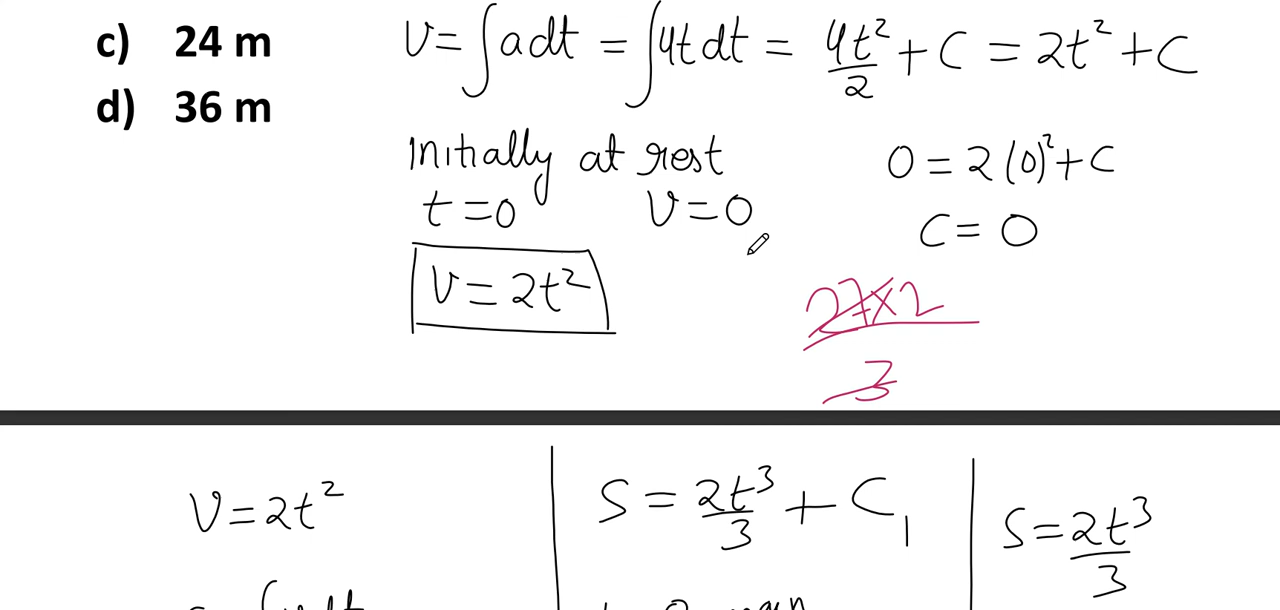 c) 24 m
d) 36 m
V = ∫a dt = ∫4t dt = 4t²/2 + C = 2t² + C
Initially at rest
t = 0 V = 0
0 = 2(0)² + C
C = 0
V = 2t²
27×2
3
V = 2t²
S = 2t³/3 + C₁
S = 2t³/3